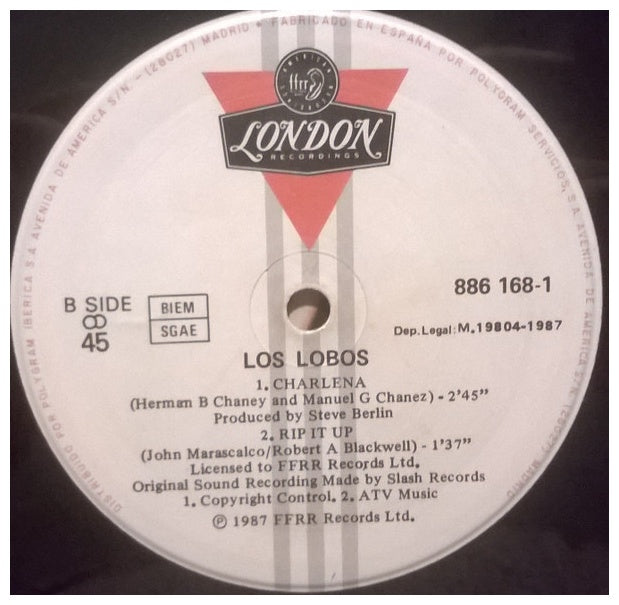 DISTRIBUIDO POR POLYGRAM IBERICA S A AVENIDA DE AMERICA S/N - (28027) MADRID • FABRICADO EN ESPAÑA POR POLYGRAM SERVICIOS, S.A. AVENIDA DE AMERICA S/N (28027) MADRID
AMERICAN RECORDINGS
ffrr
LONDON
RECORDINGS
886 168-1
B SIDE
45
BIEM
SGAE
Dep. Legal: M.19804-1987
LOS LOBOS
1. CHARLENA
(Herman B Chaney and Manuel G Chanez) - 2'45"
Produced by Steve Berlin
2. RIP IT UP
(John Marascalco/Robert A Blackwell) - 1'37"
Licensed to FFRR Records Ltd.
Original Sound Recording Made by Slash Records
1. Copyright Control. 2. ATV Music
Ⓟ 1987 FFRR Records Ltd.